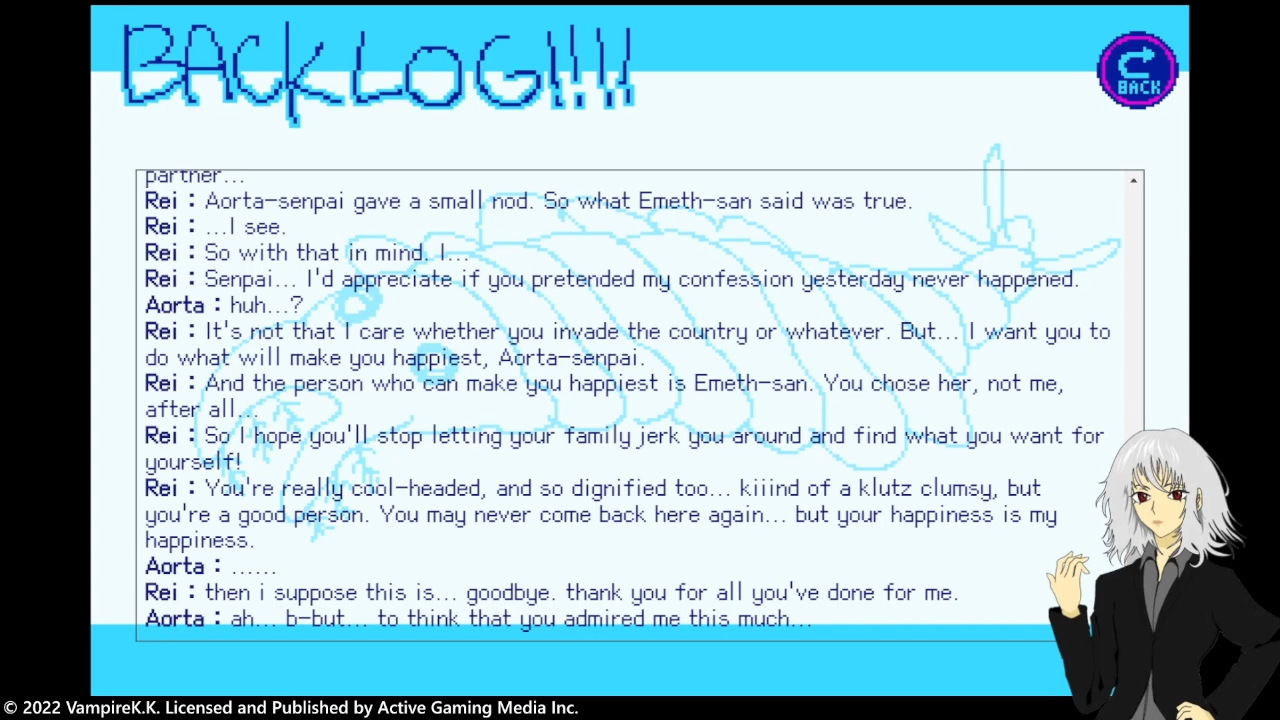 BACKLOG!!!!
BACK
partner...
Rei : Aorta-senpai gave a small nod. So what Emeth-san said was true.
Rei : ...I see.
Rei : So with that in mind. I...
Rei : Senpai... I'd appreciate if you pretended my confession yesterday never happened.
Aorta : huh...?
Rei : It's not that I care whether you invade the country or whatever. But... I want you to
do what will make you happiest, Aorta-senpai.
Rei : And the person who can make you happiest is Emeth-san. You chose her, not me,
after all...
Rei : So I hope you'll stop letting your family jerk you around and find what you want for
yourself!
Rei : You're really cool-headed, and so dignified too... kiiind of a klutz clumsy, but
you're a good person. You may never come back here again... but your happiness is my
happiness.
Aorta : ......
Rei : then i suppose this is... goodbye. thank you for all you've done for me.
Aorta : ah... b-but... to think that you admired me this much...
© 2022 VampireK.K. Licensed and Published by Active Gaming Media Inc.